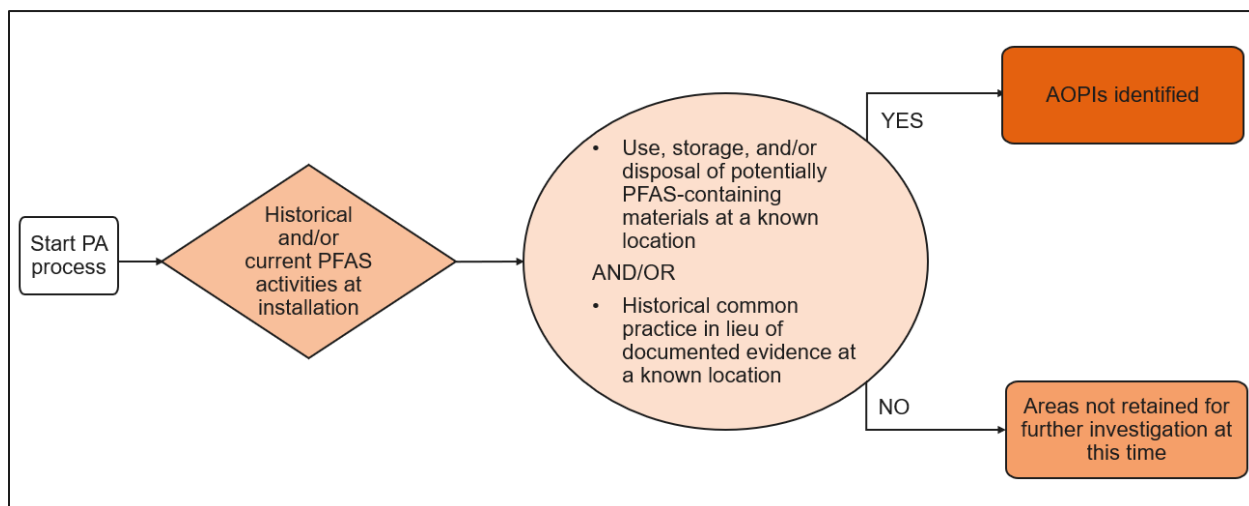 Start PA
process
Historical
and/or
current PFAS
activities at
installation
• Use, storage, and/or
disposal of potentially
PFAS-containing
materials at a known
location
AND/OR
• Historical common
practice in lieu of
documented evidence at
a known location
YES
AOPIs identified
NO
Areas not retained for
further investigation at
this time